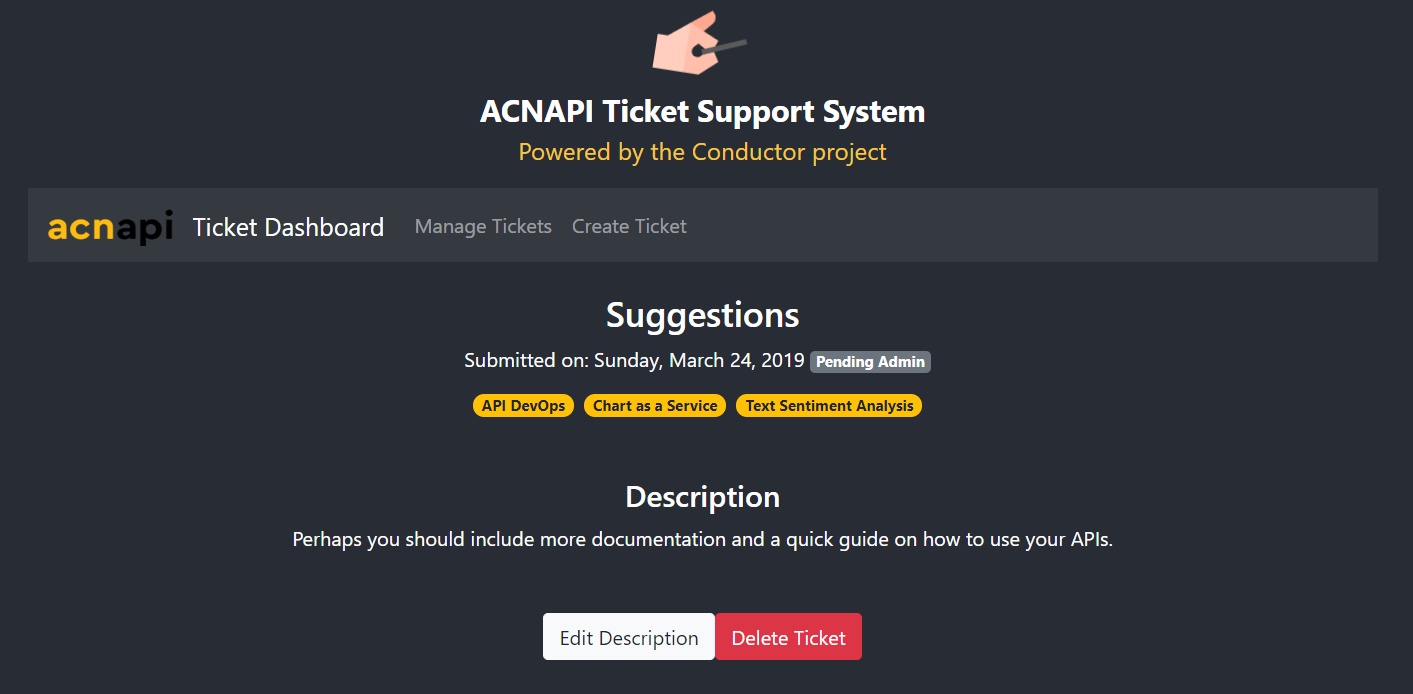 ACNAPI Ticket Support System
Powered by the Conductor project
acnapi Ticket Dashboard Manage Tickets Create Ticket
Suggestions
Submitted on: Sunday, March 24, 2019 Pending Admin
API DevOps Chart as a Service Text Sentiment Analysis
Description
Perhaps you should include more documentation and a quick guide on how to use your APIs.
Edit Description Delete Ticket